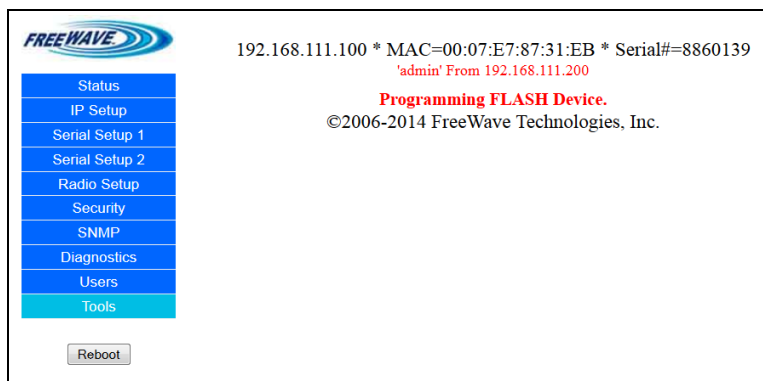 FREEWAVE
192.168.111.100 * MAC=00:07:E7:87:31:EB * Serial#=8860139
'admin' From 192.168.111.200
Programming FLASH Device.
©2006-2014 FreeWave Technologies, Inc.
Status
IP Setup
Serial Setup 1
Serial Setup 2
Radio Setup
Security
SNMP
Diagnostics
Users
Tools
Reboot